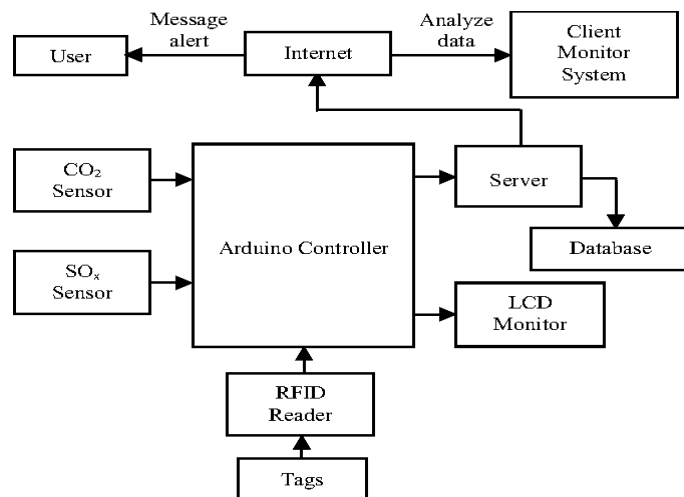 Message
alert
Analyze
data
User
Internet
Client
Monitor
System
CO₂
Sensor
Server
Arduino Controller
Database
SOₓ
Sensor
LCD
Monitor
RFID
Reader
Tags